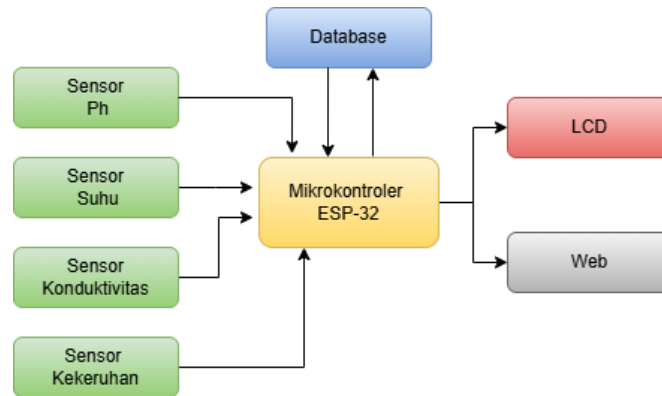 Database
Sensor
Ph
Sensor
Suhu
Sensor
Konduktivitas
Sensor
Kekeruhan
Mikrokontroler
ESP-32
LCD
Web